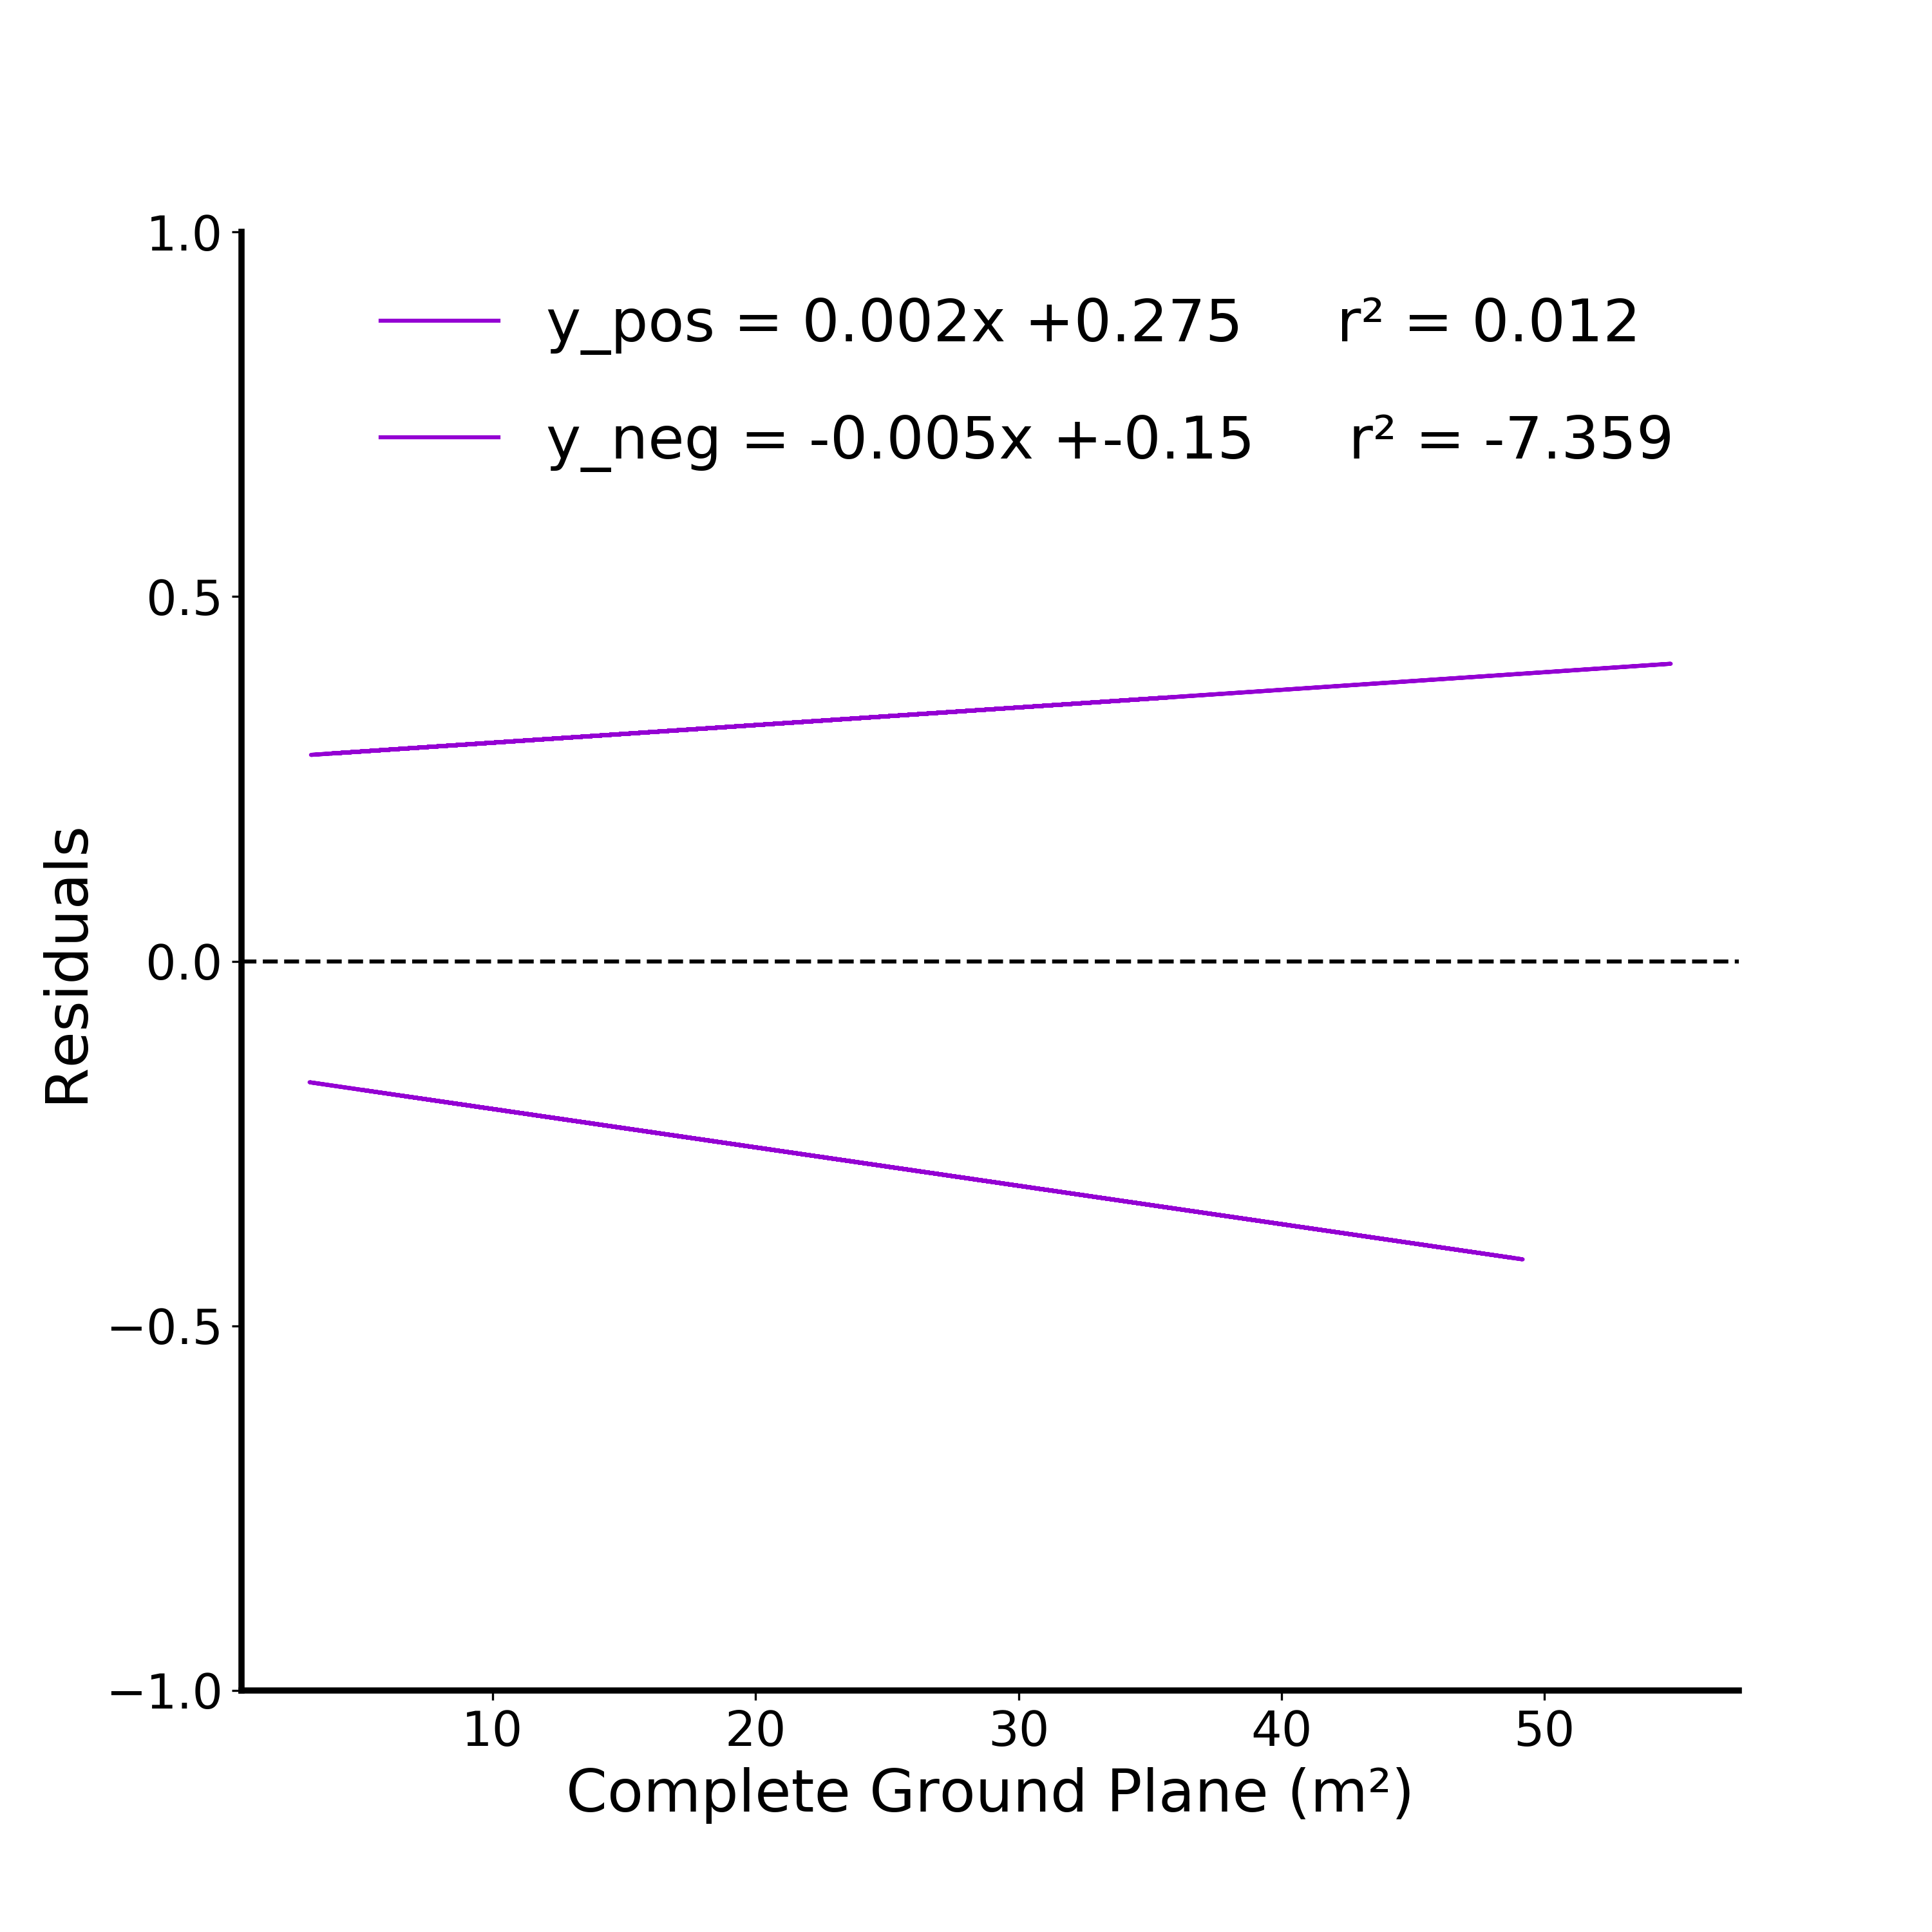 1.0
y_pos = 0.002x +0.275 r² = 0.012
y_neg = -0.005x +-0.15 r² = -7.359
0.5
Residuals
0.0
−0.5
−1.0
10 20 30 40 50
Complete Ground Plane (m²)